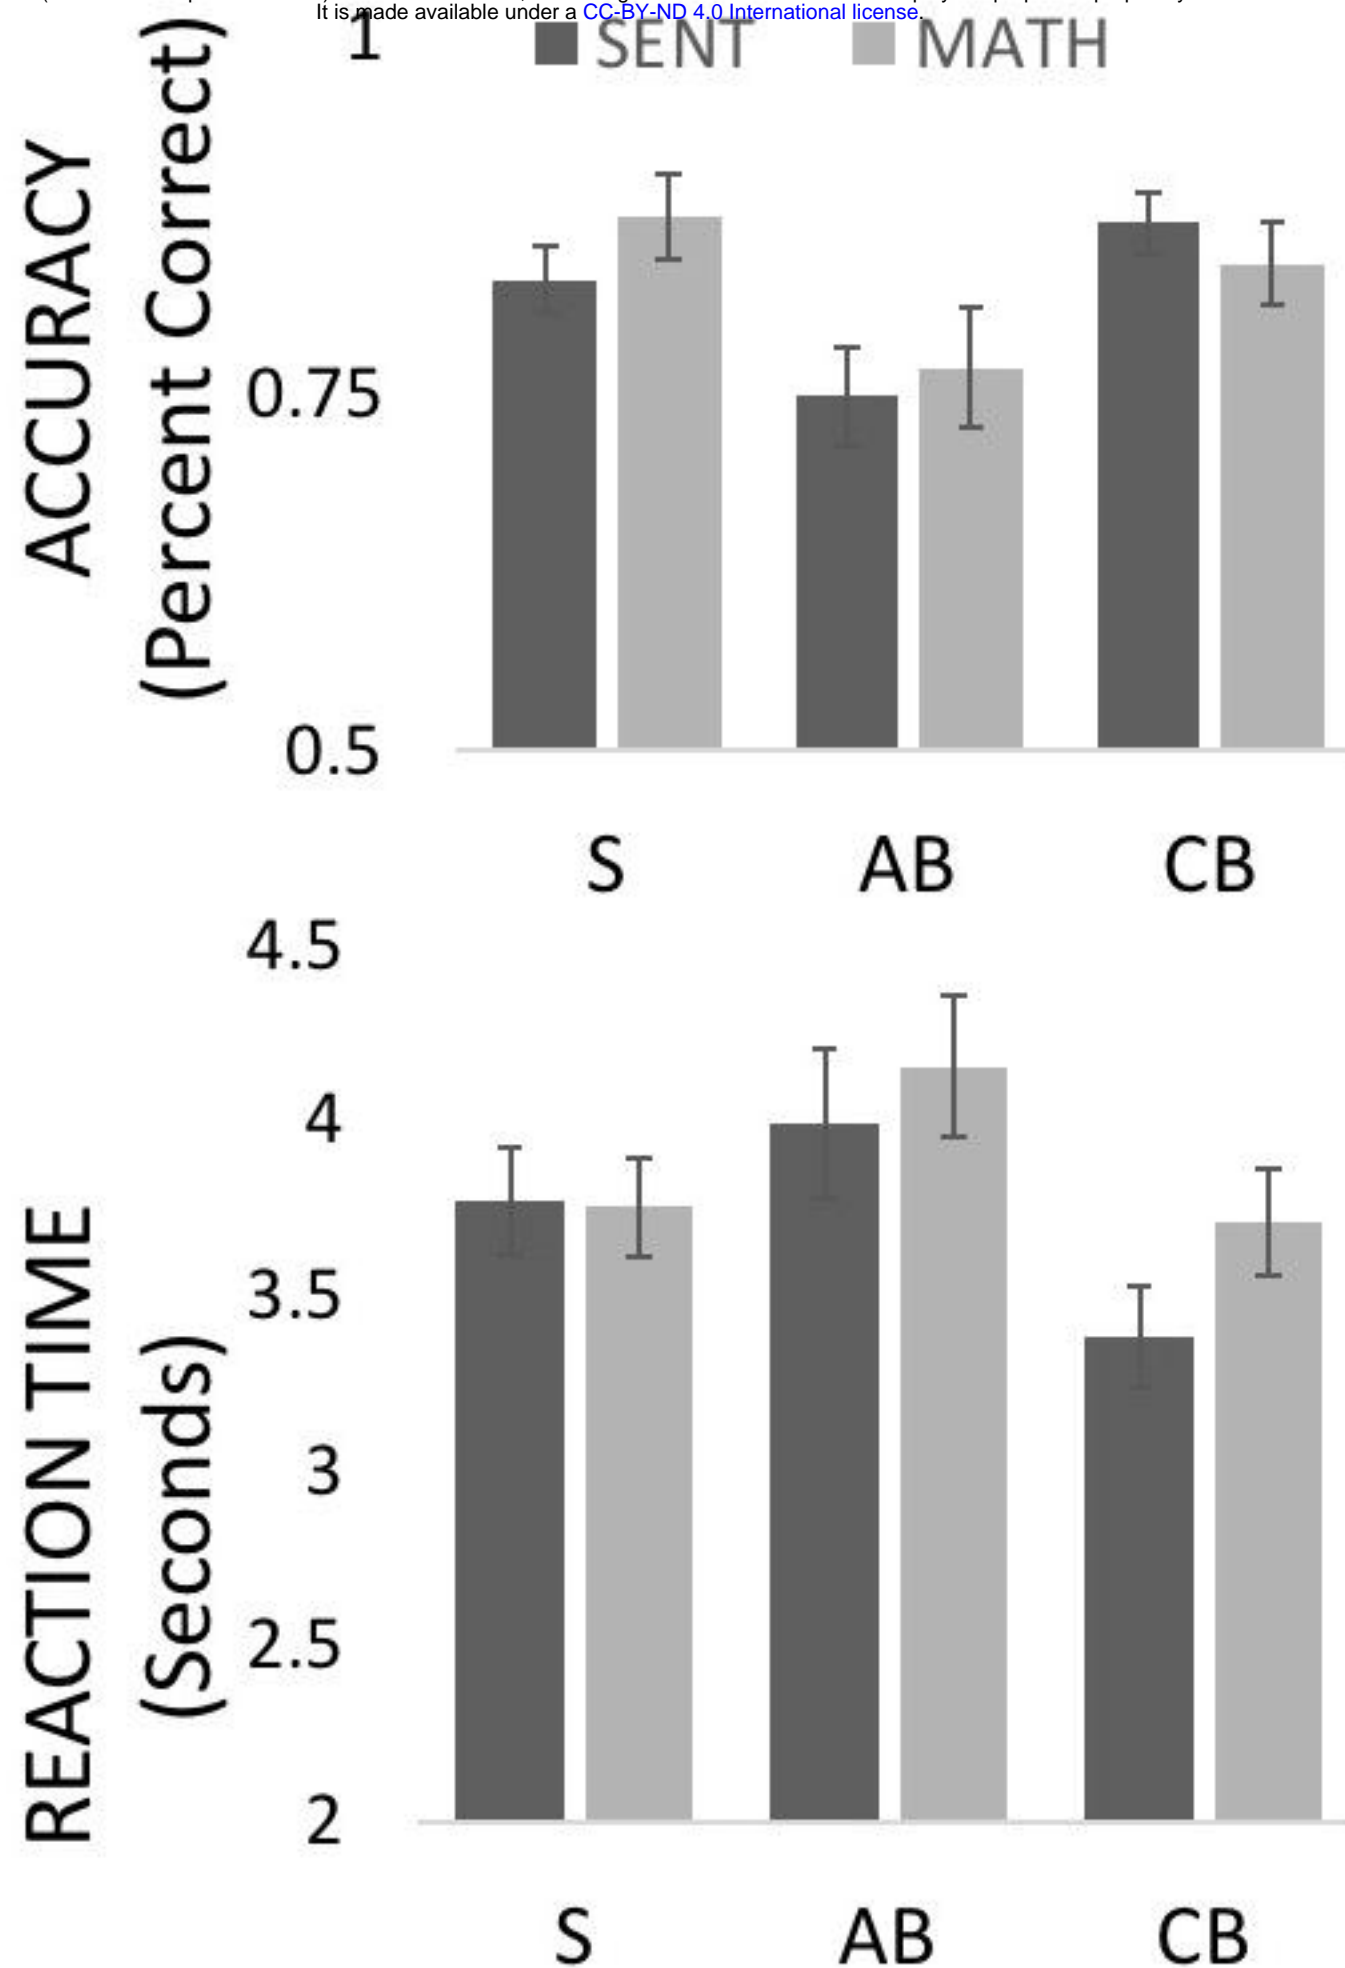 It is made available under a CC-BY-ND 4.0 International license.
SENT MATH
ACCURACY
(Percent Correct)
1
0.75
0.5
S AB CB
REACTION TIME
(Seconds)
4.5
4
3.5
3
2.5
2
S AB CB